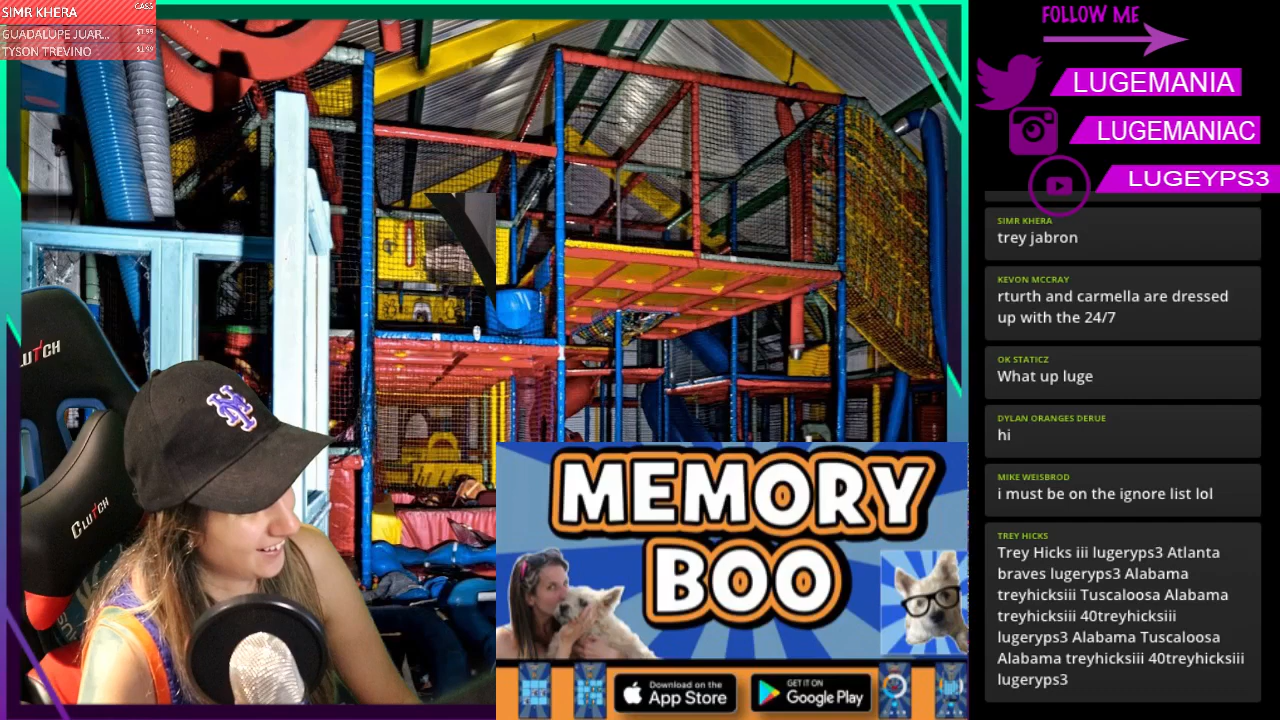 SIMR KHERA
GUADALUPE JUAR... $1.99
TYSON TREVINO $1.99
CLUTCH
MEMORY
BOO
Download on the
App Store
GET IT ON
Google Play
FOLLOW ME
LUGEMANIA
LUGEMANIAC
LUGEYPS3
SIMR KHERA
trey jabron
KEVON MCCRAY
rturth and carmella are dressed
up with the 24/7
OK STATICZ
What up luge
DYLAN ORANGES DERUE
hi
MIKE WEISBROD
i must be on the ignore list lol
TREY HICKS
Trey Hicks iii lugeryps3 Atlanta
braves lugeryps3 Alabama
treyhicksiii Tuscaloosa Alabama
treyhicksiii 40treyhicksiii
lugeryps3 Alabama Tuscaloosa
Alabama treyhicksiii 40treyhicksiii
lugeryps3